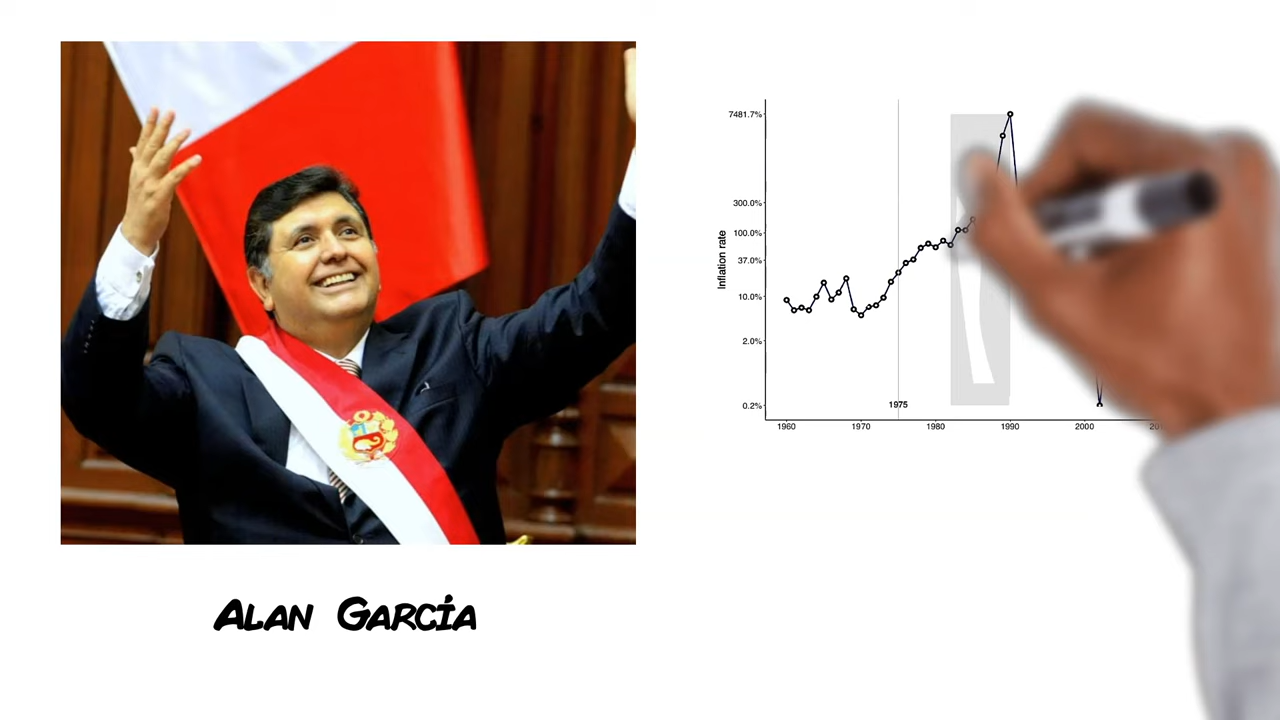 7481.7%
300.0%
100.0%
37.0%
10.0%
2.0%
0.2%
Inflation rate
1975
1960 1970 1980 1990 2000
ALAN GARCÍA